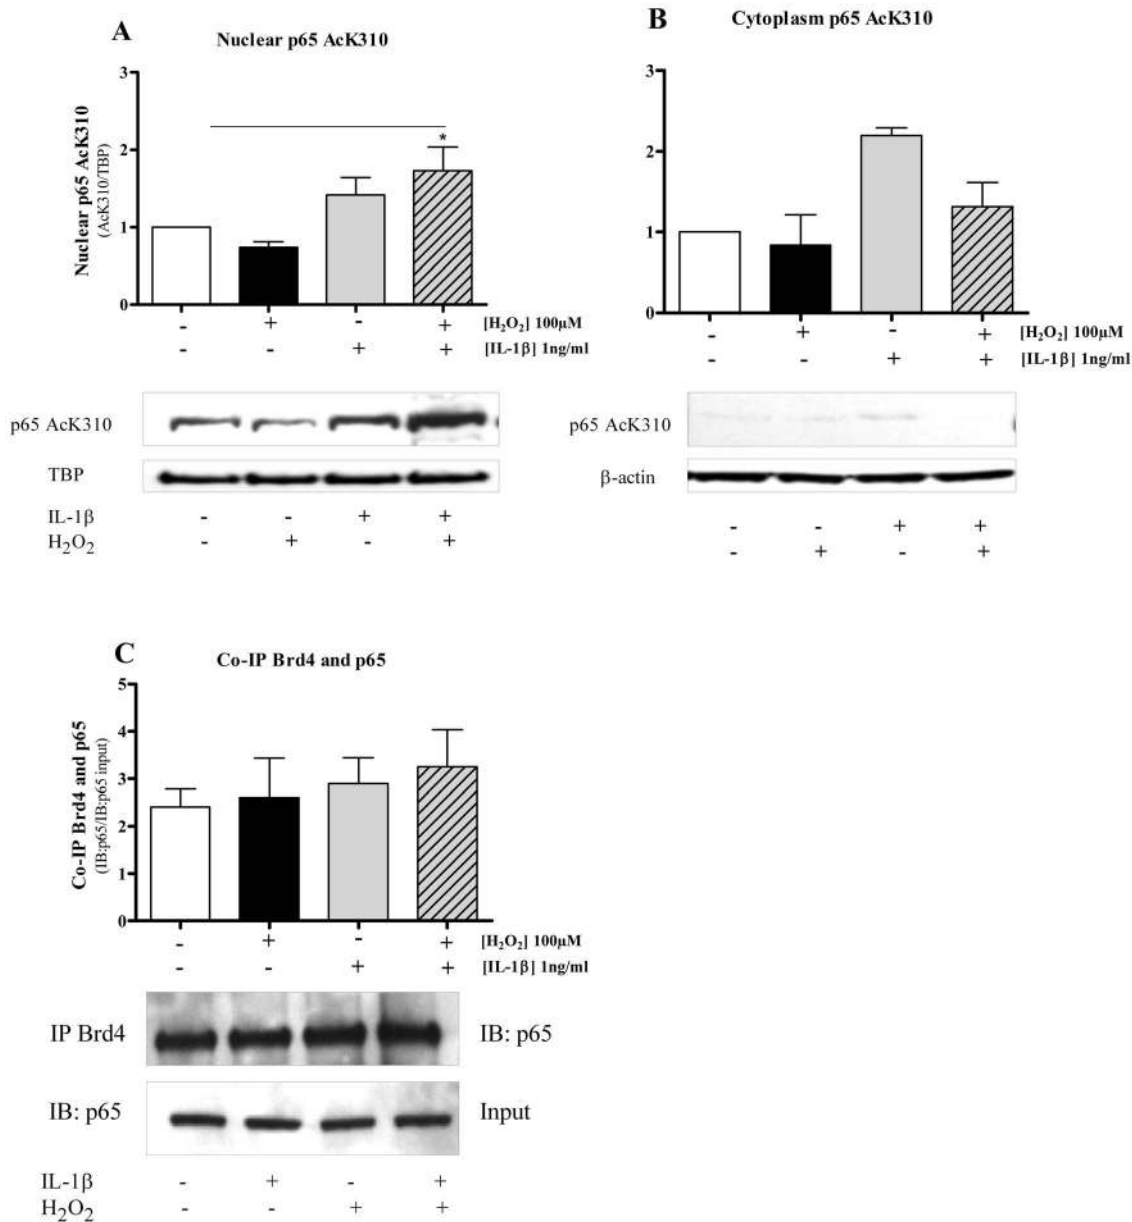 A
Nuclear p65 AcK310
Nuclear p65 AcK310
(AcK310/TBP)
3
2
1
0
*
- + - + [H₂O₂] 100µM
- - + + [IL-1β] 1ng/ml
p65 AcK310
TBP
IL-1β - - + +
H₂O₂ - + - +
B
Cytoplasm p65 AcK310
3
2
1
0
- + - + [H₂O₂] 100µM
- - + + [IL-1β] 1ng/ml
p65 AcK310
β-actin
- - + +
- + - +
C
Co-IP Brd4 and p65
Co-IP Brd4 and p65
(IB:p65/IB:p65 input)
5
4
3
2
1
0
- + - + [H₂O₂] 100µM
- - + + [IL-1β] 1ng/ml
IP Brd4 IB: p65
IB: p65 Input
IL-1β - + - +
H₂O₂ - - + +